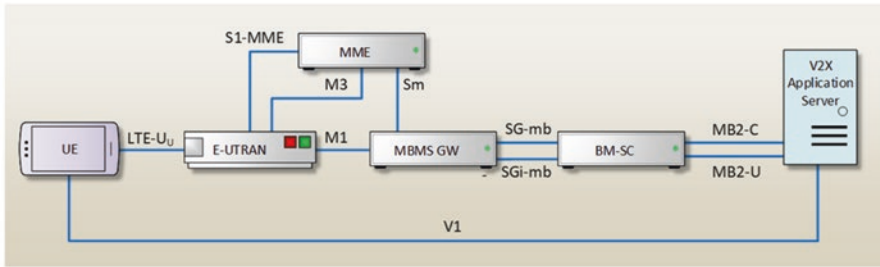 S1-MME
MME
V2X
Application
Server
M3
Sm
UE
LTE-UU
E-UTRAN
M1
MBMS GW
SG-mb
SGi-mb
BM-SC
MB2-C
MB2-U
V1